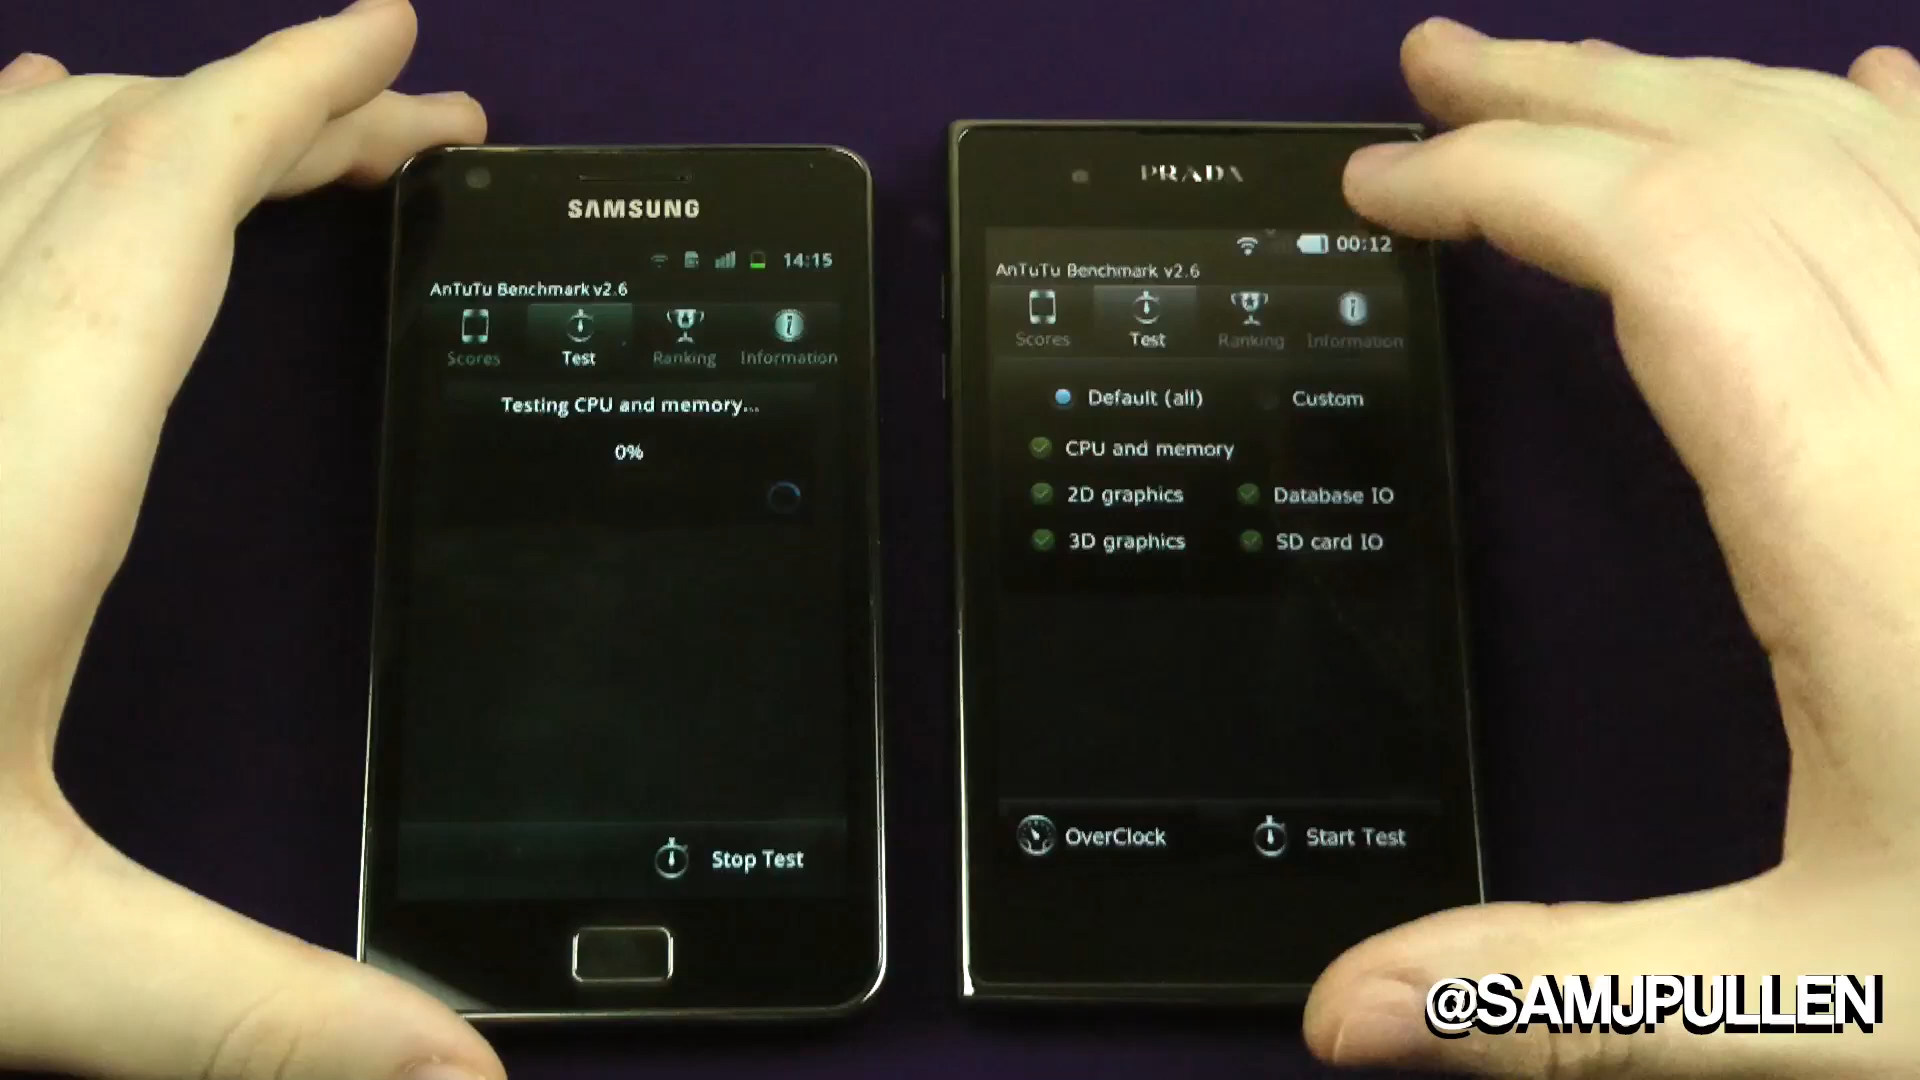 SAMSUNG
14:15
AnTuTu Benchmark v2.6
Scores Test Ranking Information
Testing CPU and memory...
0%
Stop Test
PRADA
00:12
AnTuTu Benchmark v2.6
Scores Test Ranking Information
Default (all) Custom
CPU and memory
2D graphics Database IO
3D graphics SD card IO
OverClock Start Test
@SAMJPULLEN